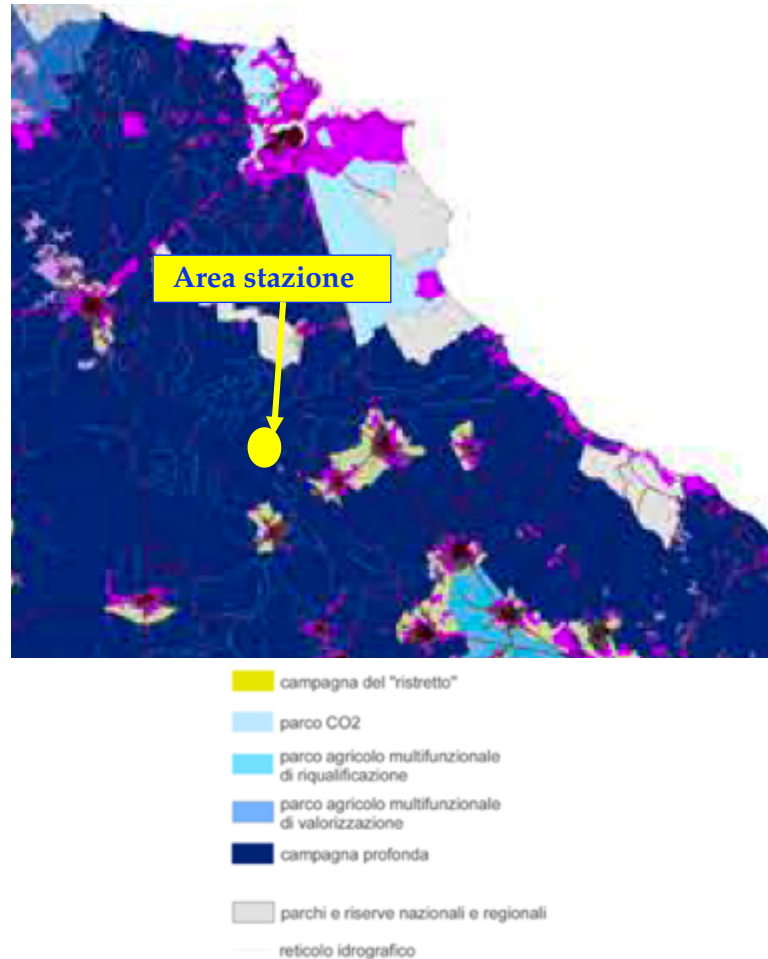 Area stazione
campagna del "ristretto"
parco CO2
parco agricolo multifunzionale
di riqualificazione
parco agricolo multifunzionale
di valorizzazione
campagna profonda
parchi e riserve nazionali e regionali
reticolo idrografico